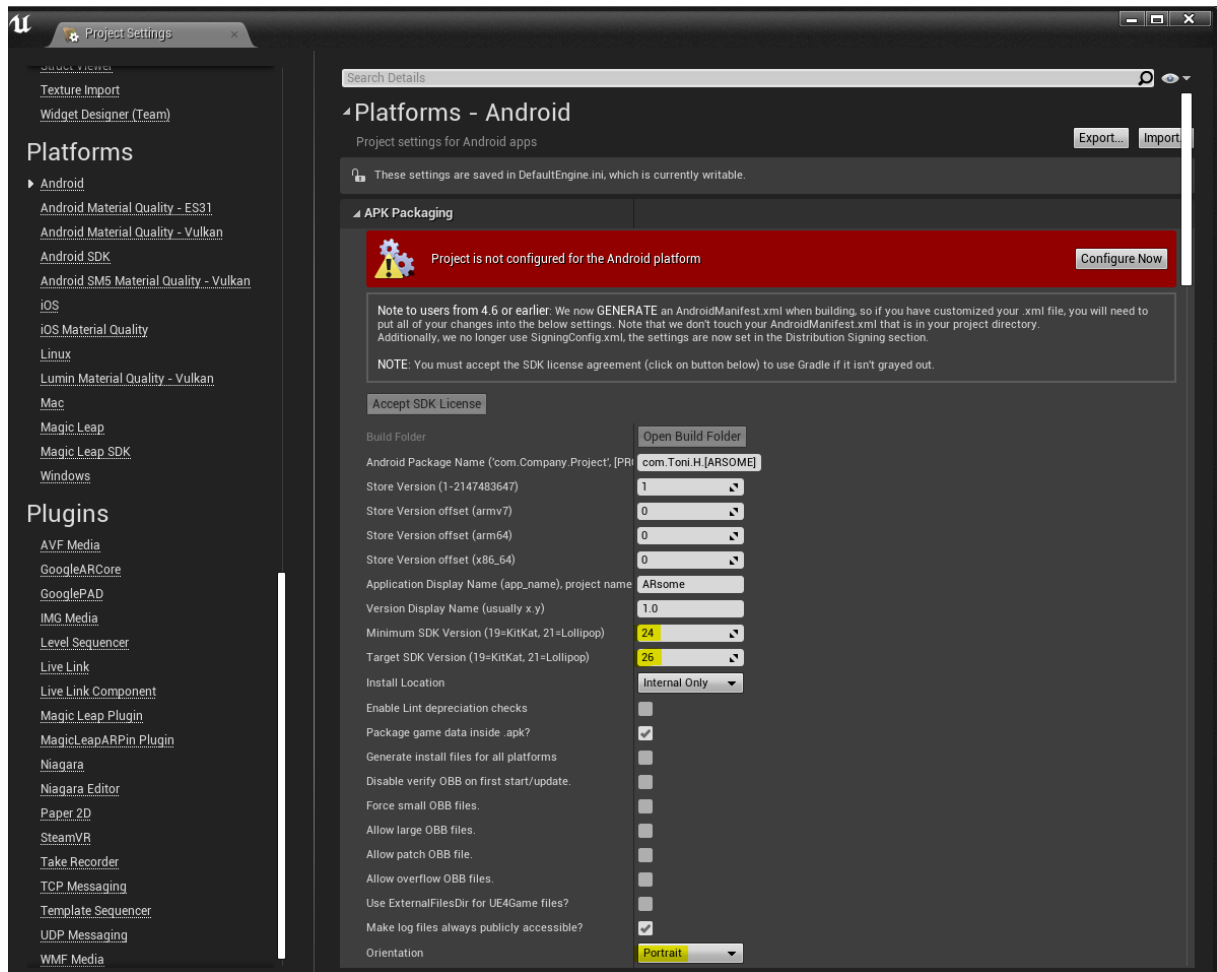 Project Settings
Struct Viewer
Texture Import
Widget Designer (Team)
Platforms
Android
Android Material Quality - ES31
Android Material Quality - Vulkan
Android SDK
Android SM5 Material Quality - Vulkan
iOS
iOS Material Quality
Linux
Lumin Material Quality - Vulkan
Mac
Magic Leap
Magic Leap SDK
Windows
Plugins
AVF Media
GoogleARCore
GooglePAD
IMG Media
Level Sequencer
Live Link
Live Link Component
Magic Leap Plugin
MagicLeapARPin Plugin
Niagara
Niagara Editor
Paper 2D
SteamVR
Take Recorder
TCP Messaging
Template Sequencer
UDP Messaging
WMF Media
Search Details
Platforms - Android
Project settings for Android apps
Export... Import
These settings are saved in DefaultEngine.ini, which is currently writable.
APK Packaging
Project is not configured for the Android platform Configure Now
Note to users from 4.6 or earlier: We now GENERATE an AndroidManifest.xml when building, so if you have customized your .xml file, you will need to
put all of your changes into the below settings. Note that we don't touch your AndroidManifest.xml that is in your project directory.
Additionally, we no longer use SigningConfig.xml, the settings are now set in the Distribution Signing section.
NOTE: You must accept the SDK license agreement (click on button below) to use Gradle if it isn't grayed out.
Accept SDK License
Build Folder Open Build Folder
Android Package Name ('com.Company.Project', [PR com.Toni.H.[ARSOME]
Store Version (1-2147483647) 1
Store Version offset (armv7) 0
Store Version offset (arm64) 0
Store Version offset (x86_64) 0
Application Display Name (app_name), project name ARsome
Version Display Name (usually x.y) 1.0
Minimum SDK Version (19=KitKat, 21=Lollipop) 24
Target SDK Version (19=KitKat, 21=Lollipop) 26
Install Location Internal Only
Enable Lint depreciation checks
Package game data inside .apk?
Generate install files for all platforms
Disable verify OBB on first start/update.
Force small OBB files.
Allow large OBB files.
Allow patch OBB file.
Allow overflow OBB files.
Use ExternalFilesDir for UE4Game files?
Make log files always publicly accessible?
Orientation Portrait